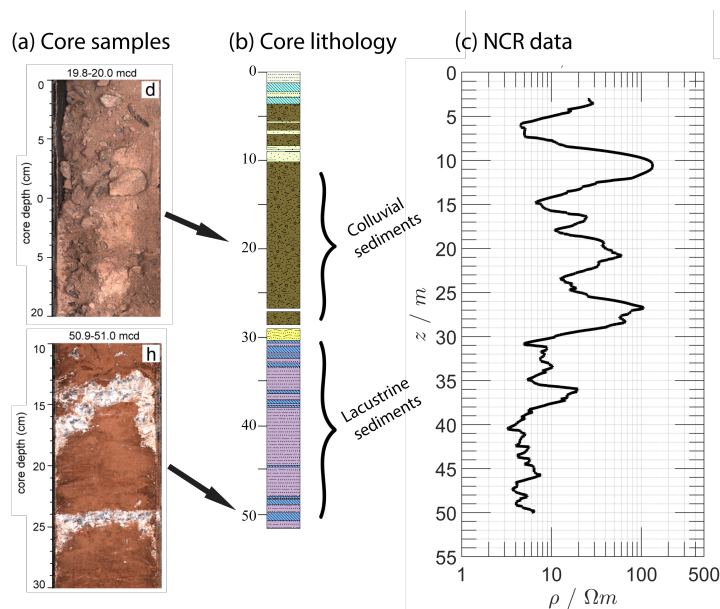 (a) Core samples
19.8-20.0 mcd
d
core depth (cm)
0
5
0
5
20
50.9-51.0 mcd
h
core depth (cm)
10
15
20
25
30
(b) Core lithology
0
10
20
30
40
50
Colluvial
sediments
Lacustrine
sediments
(c) NCR data
z / m
0
5
10
15
20
25
30
35
40
45
50
55
1
10
100
500
ρ / Ωm